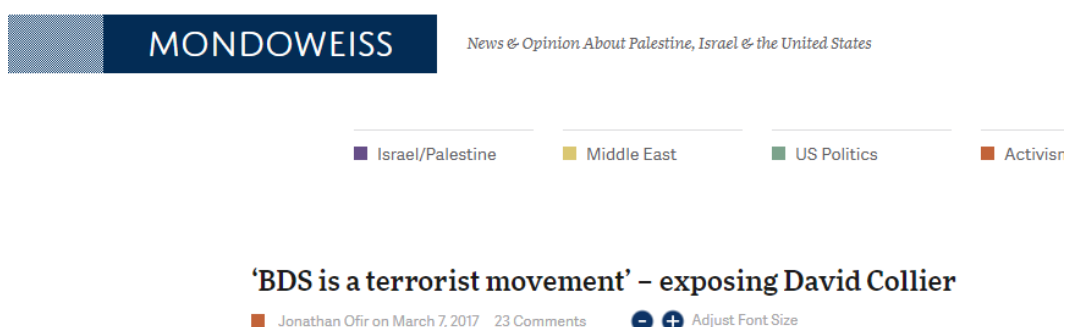 MONDOWEISS
News & Opinion About Palestine, Israel & the United States
Israel/Palestine Middle East US Politics Activism
‘BDS is a terrorist movement’ – exposing David Collier
Jonathan Ofir on March 7, 2017 23 Comments Adjust Font Size